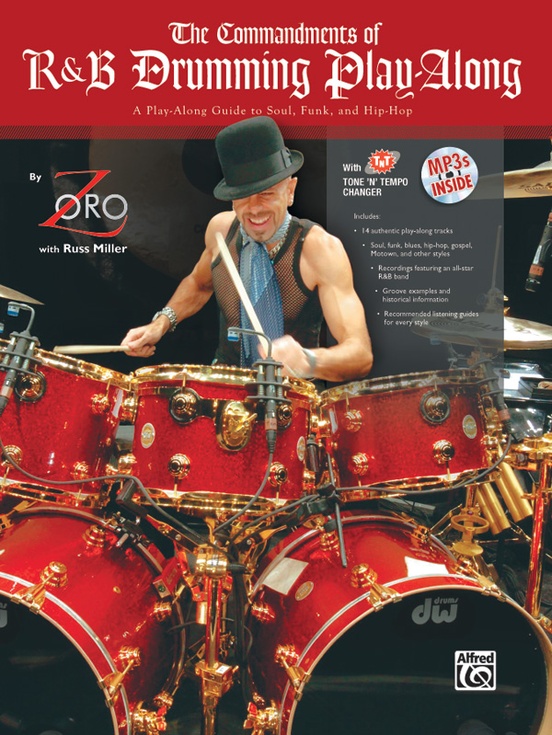 The Commandments of
R&B Drumming Play-Along
A Play-Along Guide to Soul, Funk, and Hip-Hop
By
ZORO
with Russ Miller
With TNT
TONE 'N' TEMPO
CHANGER
MP3s
INSIDE
Includes:
• 14 authentic play-along tracks
• Soul, funk, blues, hip-hop, gospel,
Motown, and other styles
• Recordings featuring an all-star
R&B band
• Groove examples and
historical information
• Recommended listening guides
for every style
drums
dw
Alfred